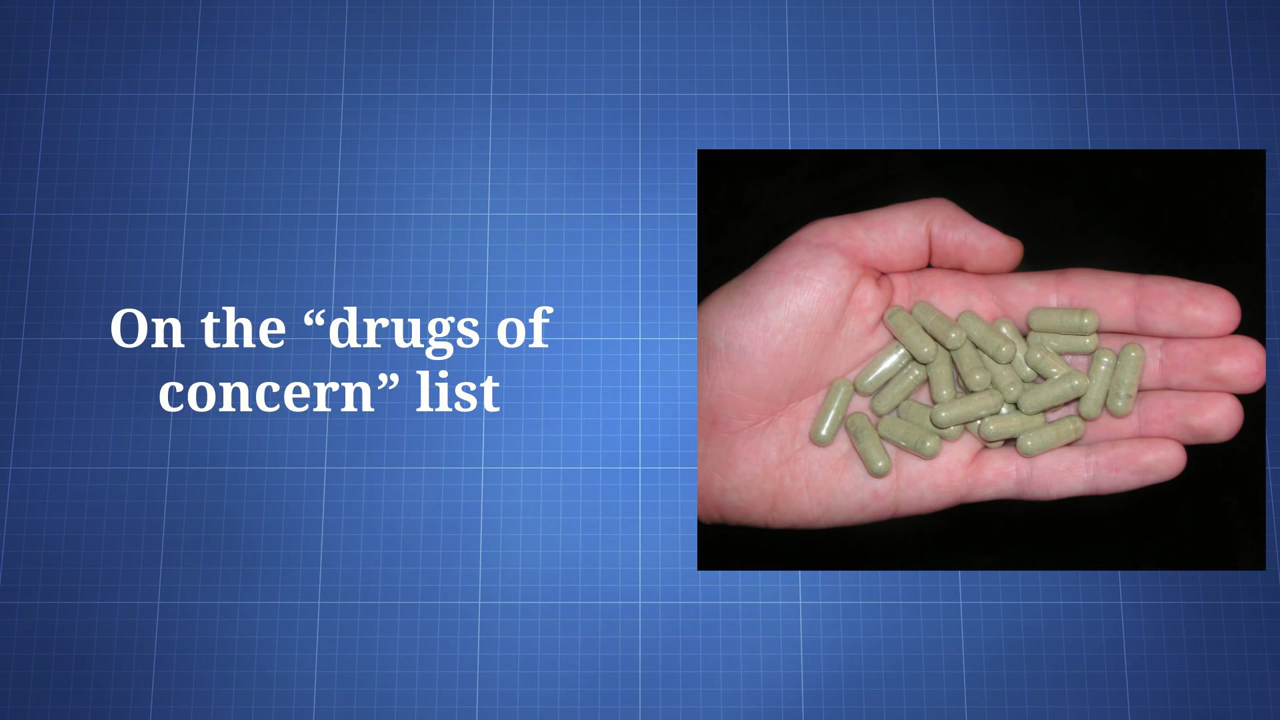 On the “drugs of
concern” list